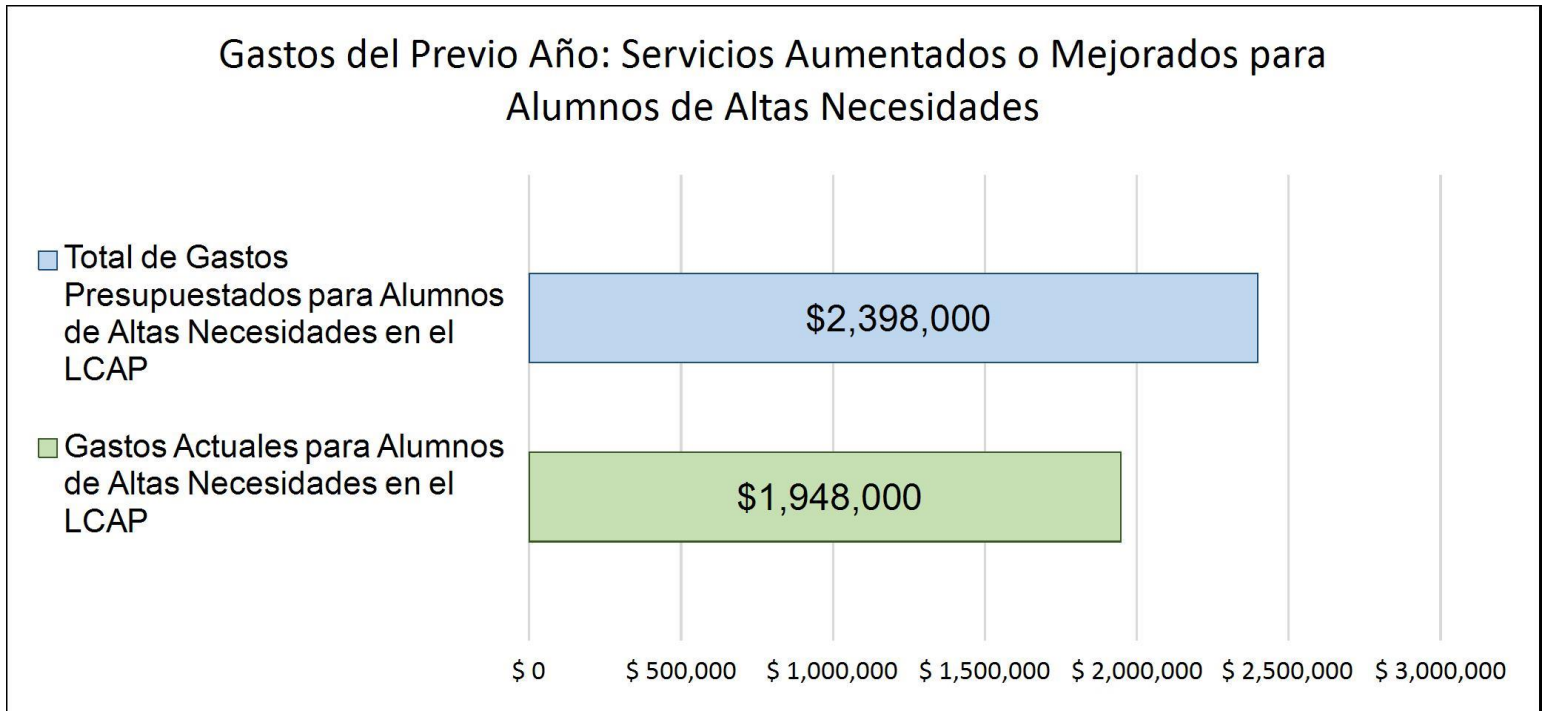 Gastos del Previo Año: Servicios Aumentados o Mejorados para
Alumnos de Altas Necesidades
Total de Gastos
Presupuestados para Alumnos
de Altas Necesidades en el
LCAP
$2,398,000
Gastos Actuales para Alumnos
de Altas Necesidades en el
LCAP
$1,948,000
$ 0 $ 500,000 $ 1,000,000 $ 1,500,000 $ 2,000,000 $ 2,500,000 $ 3,000,000